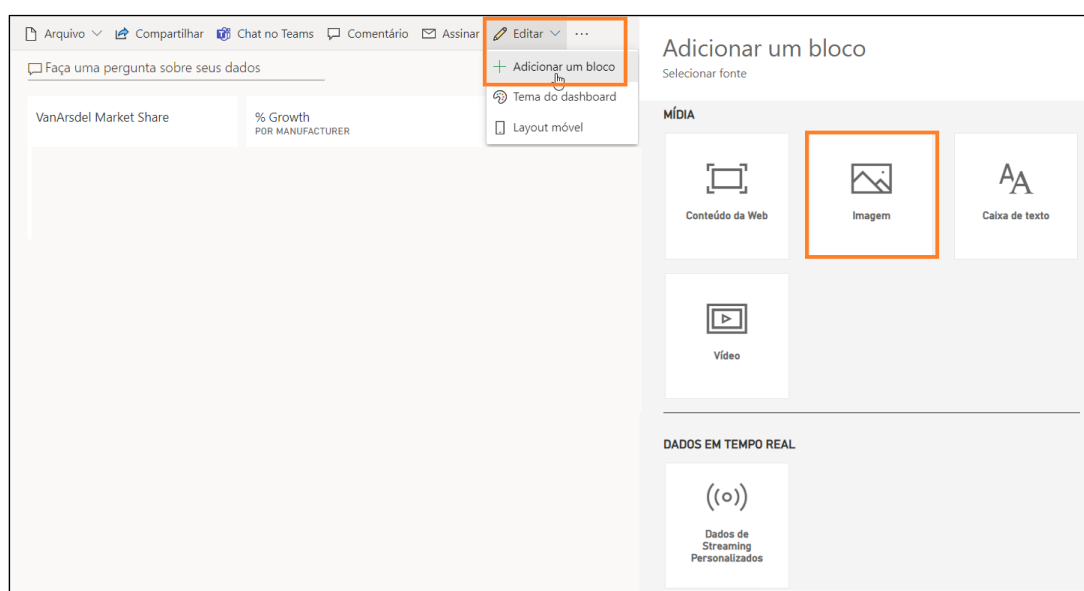 Arquivo Compartilhar Chat no Teams Comentário Assinar Editar ...
Adicionar um bloco
Tema do dashboard
Layout móvel
Faça uma pergunta sobre seus dados
VanArsdel Market Share
% Growth
POR MANUFACTURER
Adicionar um bloco
Selecionar fonte
MÍDIA
Conteúdo da Web
Imagem
Caixa de texto
Vídeo
DADOS EM TEMPO REAL
Dados de
Streaming
Personalizados